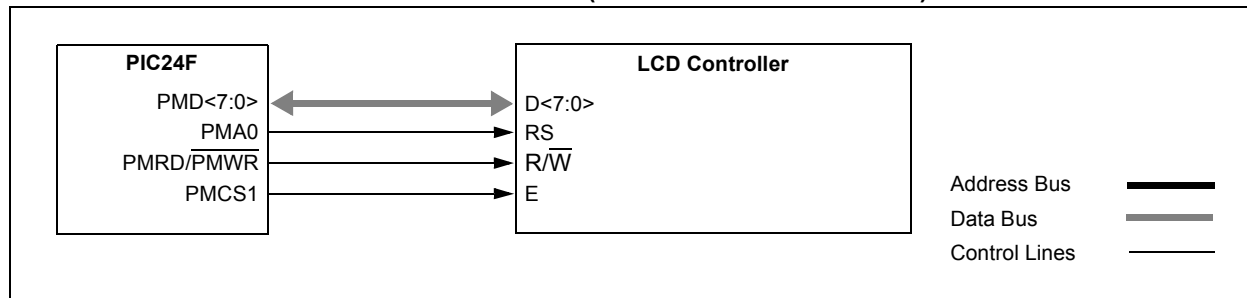 PIC24F
LCD Controller
PMD<7:0>
D<7:0>
PMA0
RS
PMRD/PMWR
R/W
PMCS1
E
Address Bus
Data Bus
Control Lines